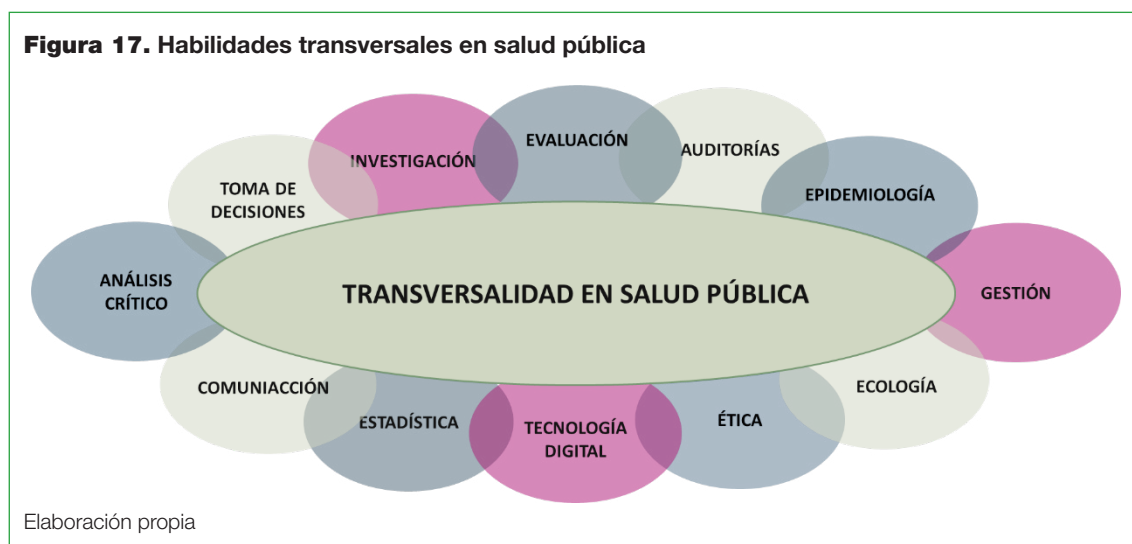 Figura 17. Habilidades transversales en salud pública
EVALUACIÓN
AUDITORÍAS
INVESTIGACIÓN
TOMA DE
DECISIONES
EPIDEMIOLOGÍA
ANÁLISIS
CRÍTICO
TRANSVERSALIDAD EN SALUD PÚBLICA
GESTIÓN
COMUNIACCIÓN
ECOLOGÍA
ESTADÍSTICA
TECNOLOGÍA
DIGITAL
ÉTICA
Elaboración propia